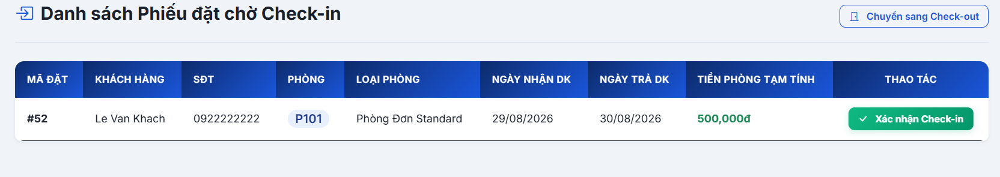 Danh sách Phiếu đặt chờ Check-in
Chuyển sang Check-out
MÃ ĐẶT KHÁCH HÀNG SĐT PHÒNG LOẠI PHÒNG NGÀY NHẬN DK NGÀY TRẢ DK TIỀN PHÒNG TẠM TÍNH THAO TÁC
#52 Le Van Khach 0922222222 P101 Phòng Đơn Standard 29/08/2026 30/08/2026 500,000đ Xác nhận Check-in